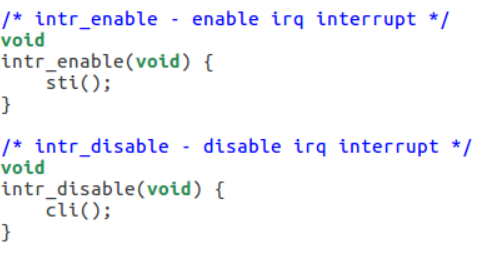 /* intr_enable - enable irq interrupt */
void
intr_enable(void) {
    sti();
}

/* intr_disable - disable irq interrupt */
void
intr_disable(void) {
    cli();
}